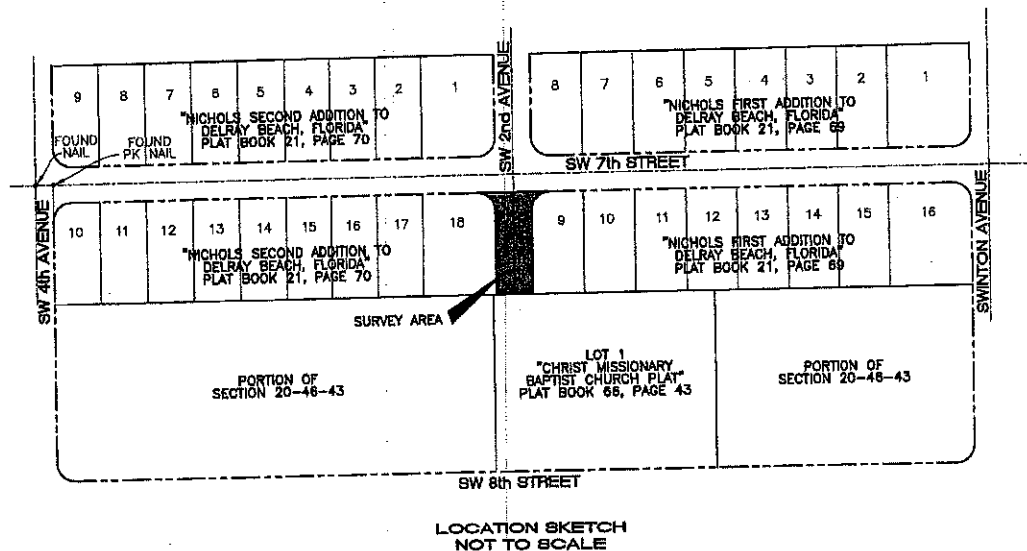 SW 2nd AVENUE
9 8 7 6 5 4 3 2 1
"NICHOLS SECOND ADDITION TO
DELRAY BEACH, FLORIDA"
PLAT BOOK 21, PAGE 70
8 7 6 5 4 3 2 1
"NICHOLS FIRST ADDITION TO
DELRAY BEACH, FLORIDA"
PLAT BOOK 21, PAGE 69
FOUND
NAIL
FOUND
PK NAIL
SW 7th STREET
SW 4th AVENUE
SWINTON AVENUE
10 11 12 13 14 15 16 17 18
"NICHOLS SECOND ADDITION TO
DELRAY BEACH, FLORIDA"
PLAT BOOK 21, PAGE 70
9 10 11 12 13 14 15 16
"NICHOLS FIRST ADDITION TO
DELRAY BEACH, FLORIDA"
PLAT BOOK 21, PAGE 69
SURVEY AREA
PORTION OF
SECTION 20-46-43
LOT 1
"CHRIST MISSIONARY
BAPTIST CHURCH PLAT"
PLAT BOOK 66, PAGE 43
PORTION OF
SECTION 20-46-43
SW 8th STREET
LOCATION SKETCH
NOT TO SCALE